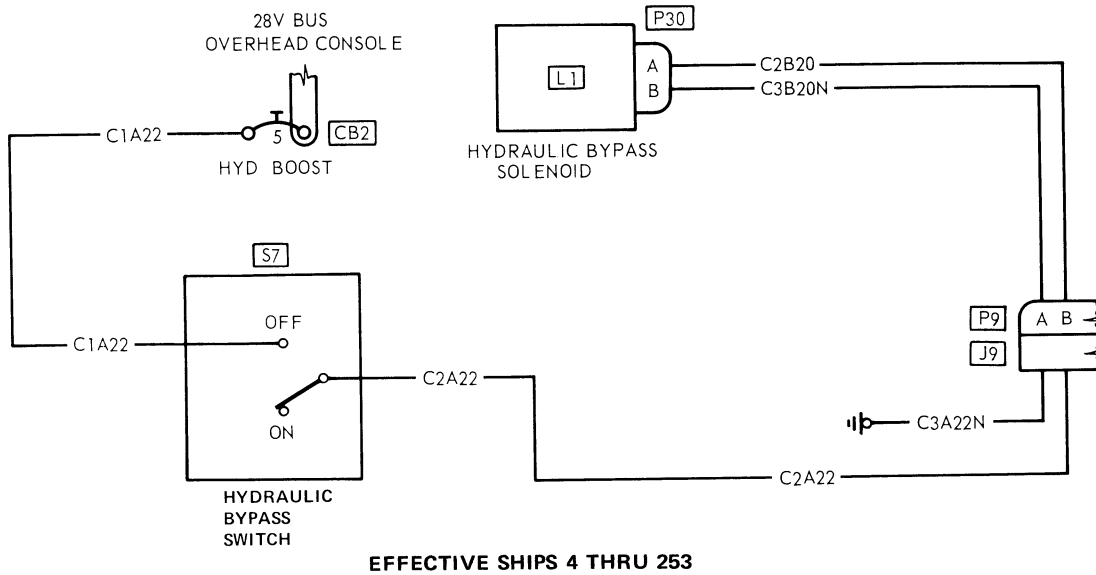 28V BUS
OVERHEAD CONSOLE
P30
L1
A
B
C2B20
C3B20N
C1A22
5
CB2
HYD BOOST
HYDRAULIC BYPASS
SOLENOID
S7
OFF
C1A22
ON
C2A22
P9
A B
J9
C3A22N
C2A22
HYDRAULIC
BYPASS
SWITCH
EFFECTIVE SHIPS 4 THRU 253